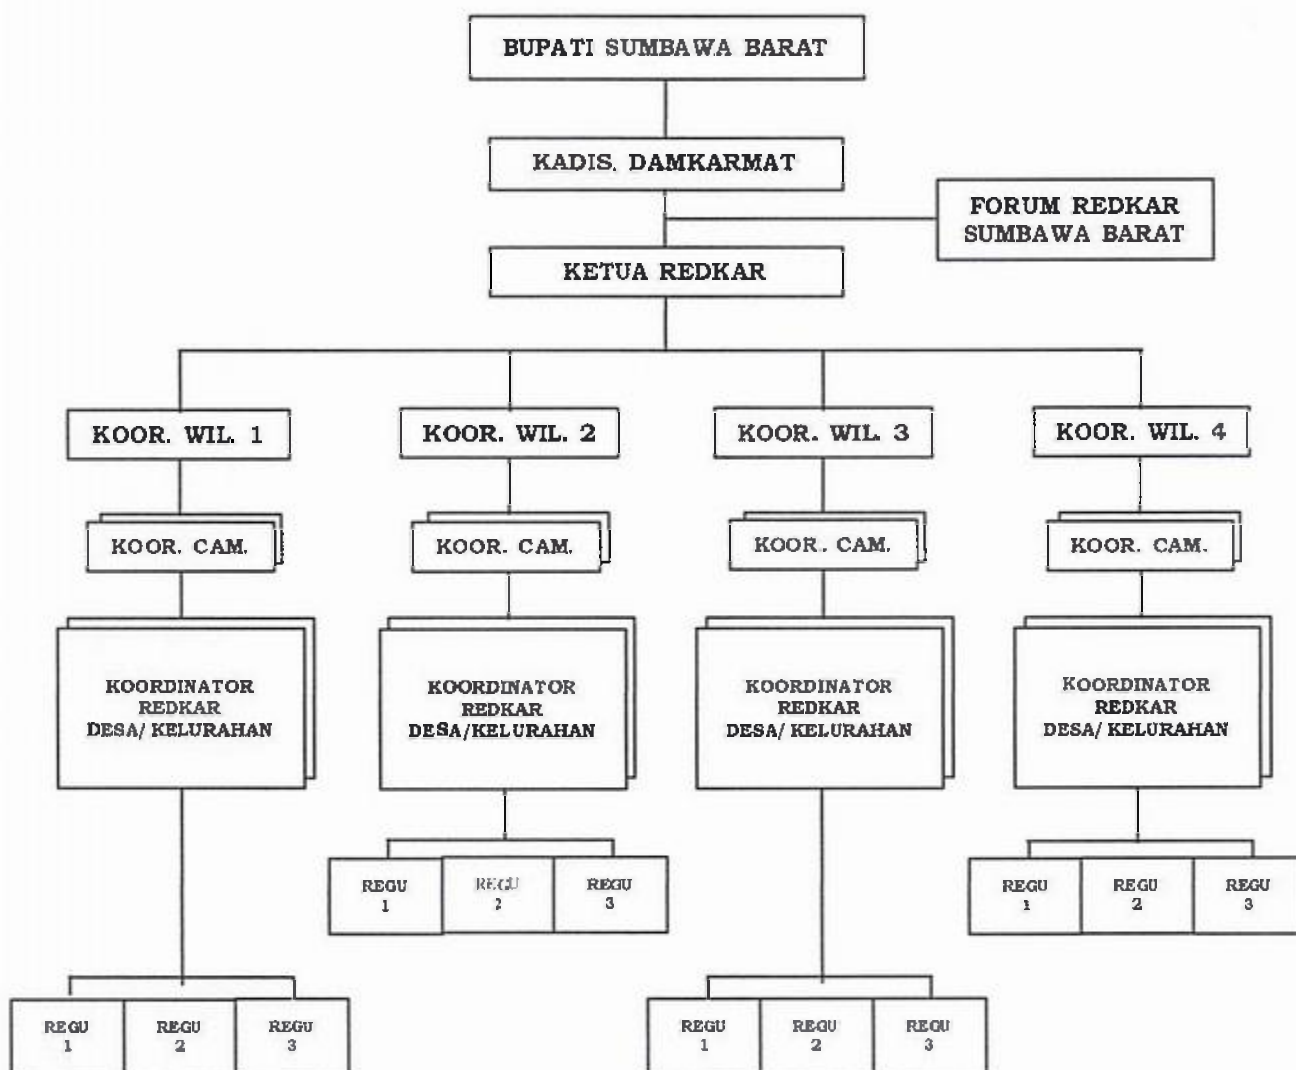 BUPATI SUMBAWA BARAT
KADIS. DAMKARMAT
FORUM REDKAR
SUMBAWA BARAT
KETUA REDKAR
KOOR. WIL. 1
KOOR. WIL. 2
KOOR. WIL. 3
KOOR. WIL. 4
KOOR. CAM.
KOOR. CAM.
KOOR. CAM.
KOOR. CAM.
KOORDINATOR
REDKAR
DESA/KELURAHAN
KOORDINATOR
REDKAR
DESA/KELURAHAN
KOORDINATOR
REDKAR
DESA/KELURAHAN
KOORDINATOR
REDKAR
DESA/KELURAHAN
REGU
1
REGU
2
REGU
3
REGU
1
REGU
2
REGU
3
REGU
1
REGU
2
REGU
3
REGU
1
REGU
2
REGU
3